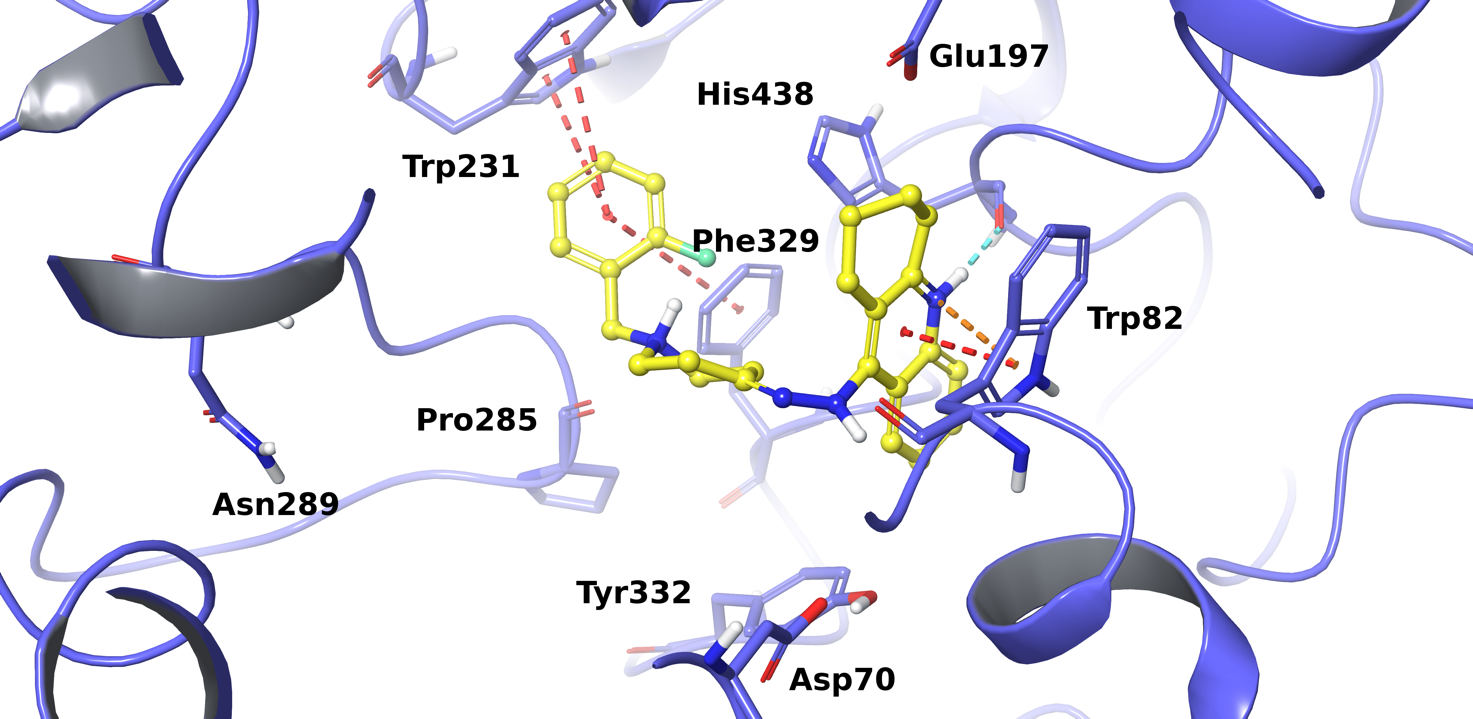 Glu197
His438
Trp231
Phe329
Trp82
Pro285
Asn289
Tyr332
Asp70